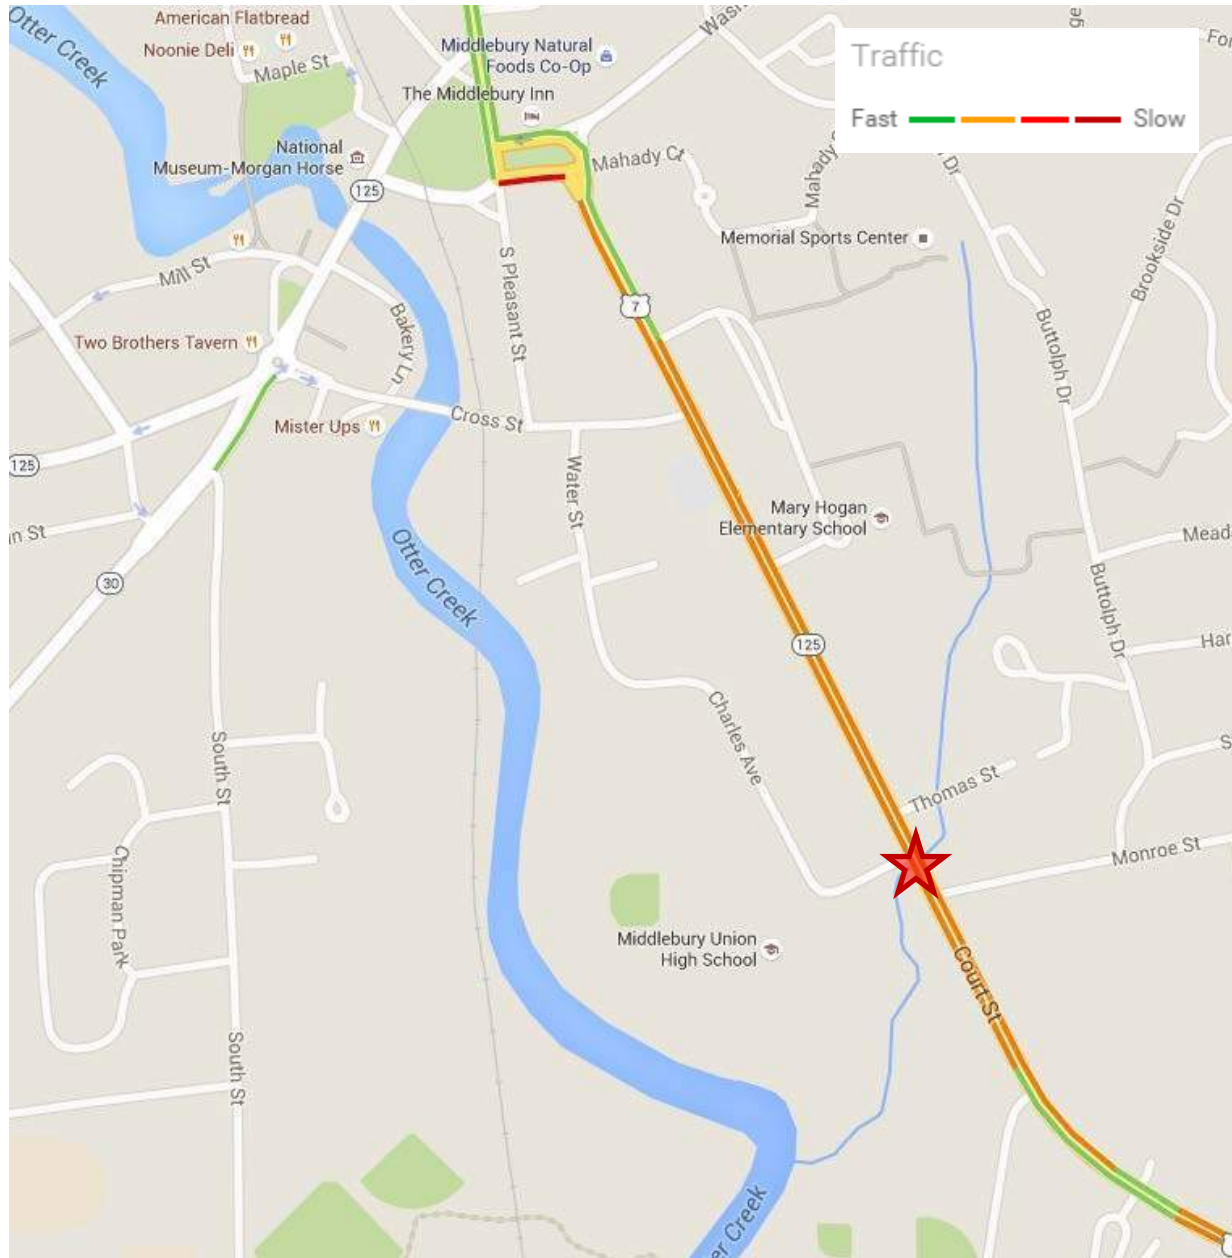 Otter Creek
American Flatbread
Noonie Deli
Maple St
Middlebury Natural
Foods Co-Op
The Middlebury Inn
Traffic
Fast
Slow
National
Museum-Morgan Horse
125
Mahady Ct
Brookside Dr
Memorial Sports Center
Mill St
S Pleasant St
7
Bakery Ln
Two Brothers Tavern
Buttolph Dr
Mister Ups
Cross St
125
Water St
Mary Hogan
Elementary School
Otter Creek
30
Buttolph Dr
125
Charles Ave
South St
Thomas St
Monroe St
Chipman Park
Middlebury Union
High School
Court St
South St
Creek